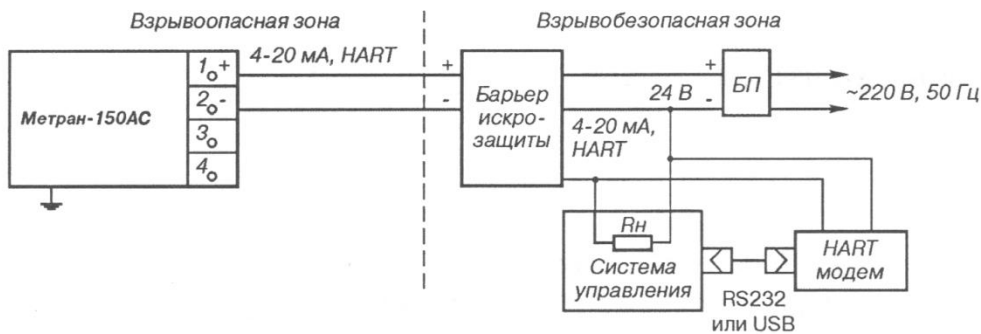 Взрывоопасная зона
Взрывобезопасная зона
Метран-150АС
1 +
2 -
3
4
4-20 мА, HART
+
-
Барьер
искро-
защиты
+
24 В -
БП
~220 В, 50 Гц
4-20 мА,
HART
Rн
Система
управления
RS232
или USB
HART
модем